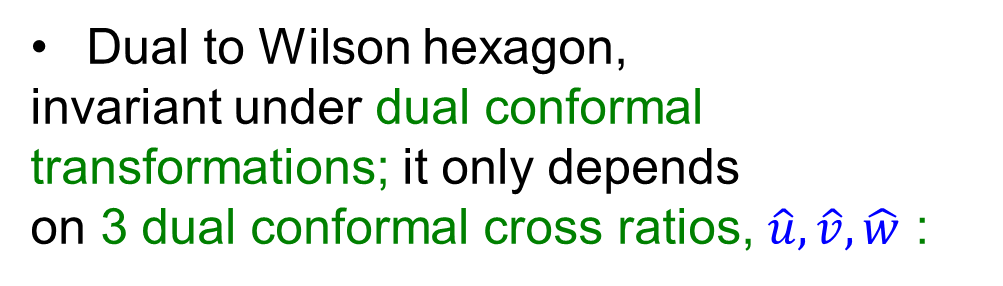 • Dual to Wilson hexagon,
invariant under dual conformal
transformations; it only depends
on 3 dual conformal cross ratios, û, v̂, ŵ :